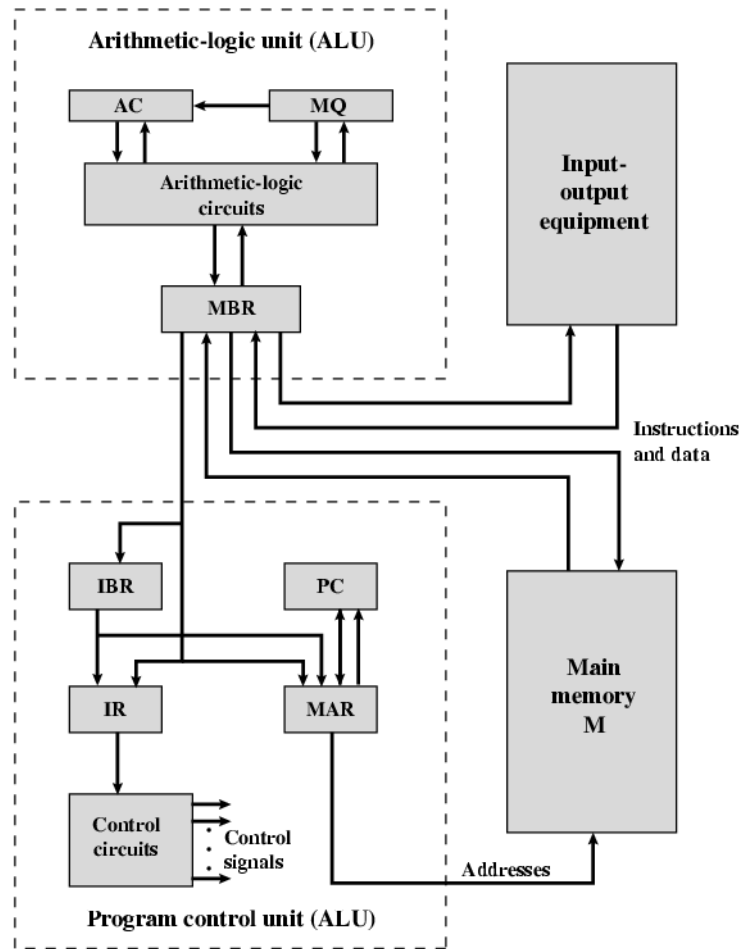 Arithmetic-logic unit (ALU)
AC
MQ
Arithmetic-logic
circuits
MBR
Input-
output
equipment
Instructions
and data
IBR
PC
IR
MAR
Main
memory
M
Control
circuits
Control
signals
Addresses
Program control unit (ALU)